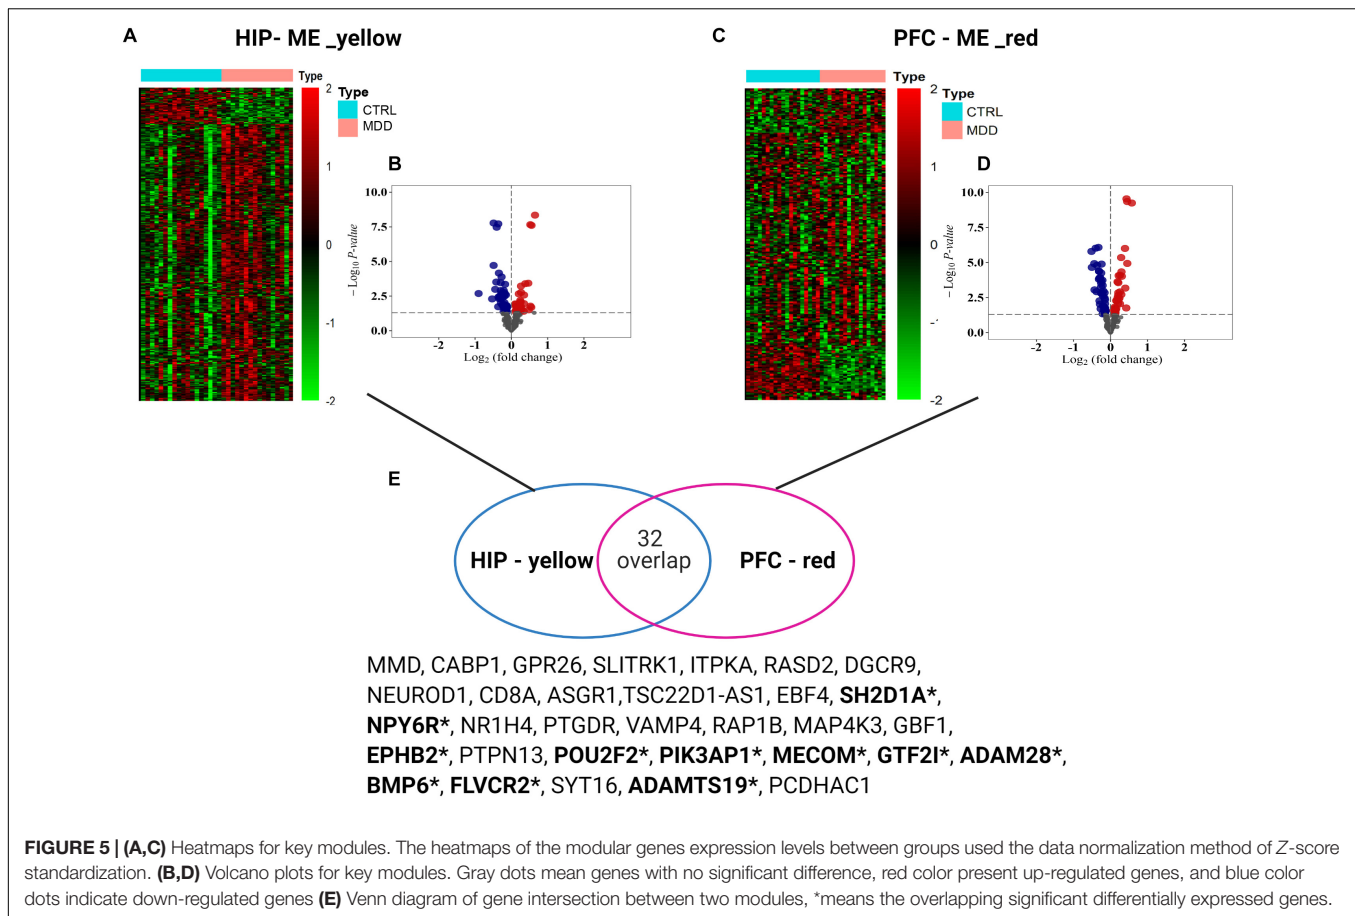 A
HIP- ME _yellow
Type
2
1
0
-1
-2
Type
CTRL
MDD
B
10.0
7.5
5.0
2.5
0.0
− Log10 P-value
-2
-1
0
1
2
Log2 (fold change)
C
PFC - ME _red
Type
2
1
0
-
-2
Type
CTRL
MDD
D
10.0
7.5
5.0
2.5
0.0
− Log10 P-value
-2
-1
0
1
2
Log2 (fold change)
E
HIP - yellow
32
overlap
PFC - red
MMD, CABP1, GPR26, SLITRK1, ITPKA, RASD2, DGCR9,
NEUROD1, CD8A, ASGR1,TSC22D1-AS1, EBF4, SH2D1A*,
NPY6R*, NR1H4, PTGDR, VAMP4, RAP1B, MAP4K3, GBF1,
EPHB2*, PTPN13, POU2F2*, PIK3AP1*, MECOM*, GTF2I*, ADAM28*,
BMP6*, FLVCR2*, SYT16, ADAMTS19*, PCDHAC1
FIGURE 5 | (A,C) Heatmaps for key modules. The heatmaps of the modular genes expression levels between groups used the data normalization method of Z-score
standardization. (B,D) Volcano plots for key modules. Gray dots mean genes with no significant difference, red color present up-regulated genes, and blue color
dots indicate down-regulated genes (E) Venn diagram of gene intersection between two modules, *means the overlapping significant differentially expressed genes.